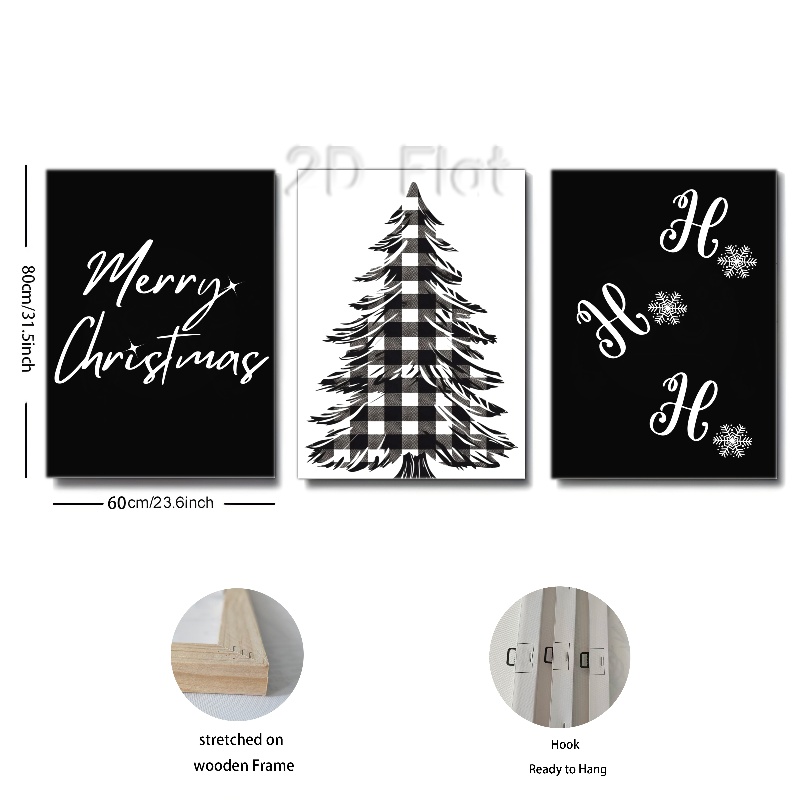 2D Flat
Merry
Christmas
H
H
H
80cm/31.5inch
60cm/23.6inch
stretched on
wooden Frame
Hook
Ready to Hang